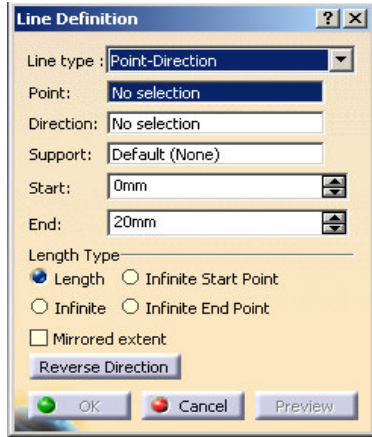 Line Definition
Line type : Point-Direction
Point: No selection
Direction: No selection
Support: Default (None)
Start: 0mm
End: 20mm
Length Type
Length Infinite Start Point
Infinite Infinite End Point
Mirrored extent
Reverse Direction
OK Cancel Preview